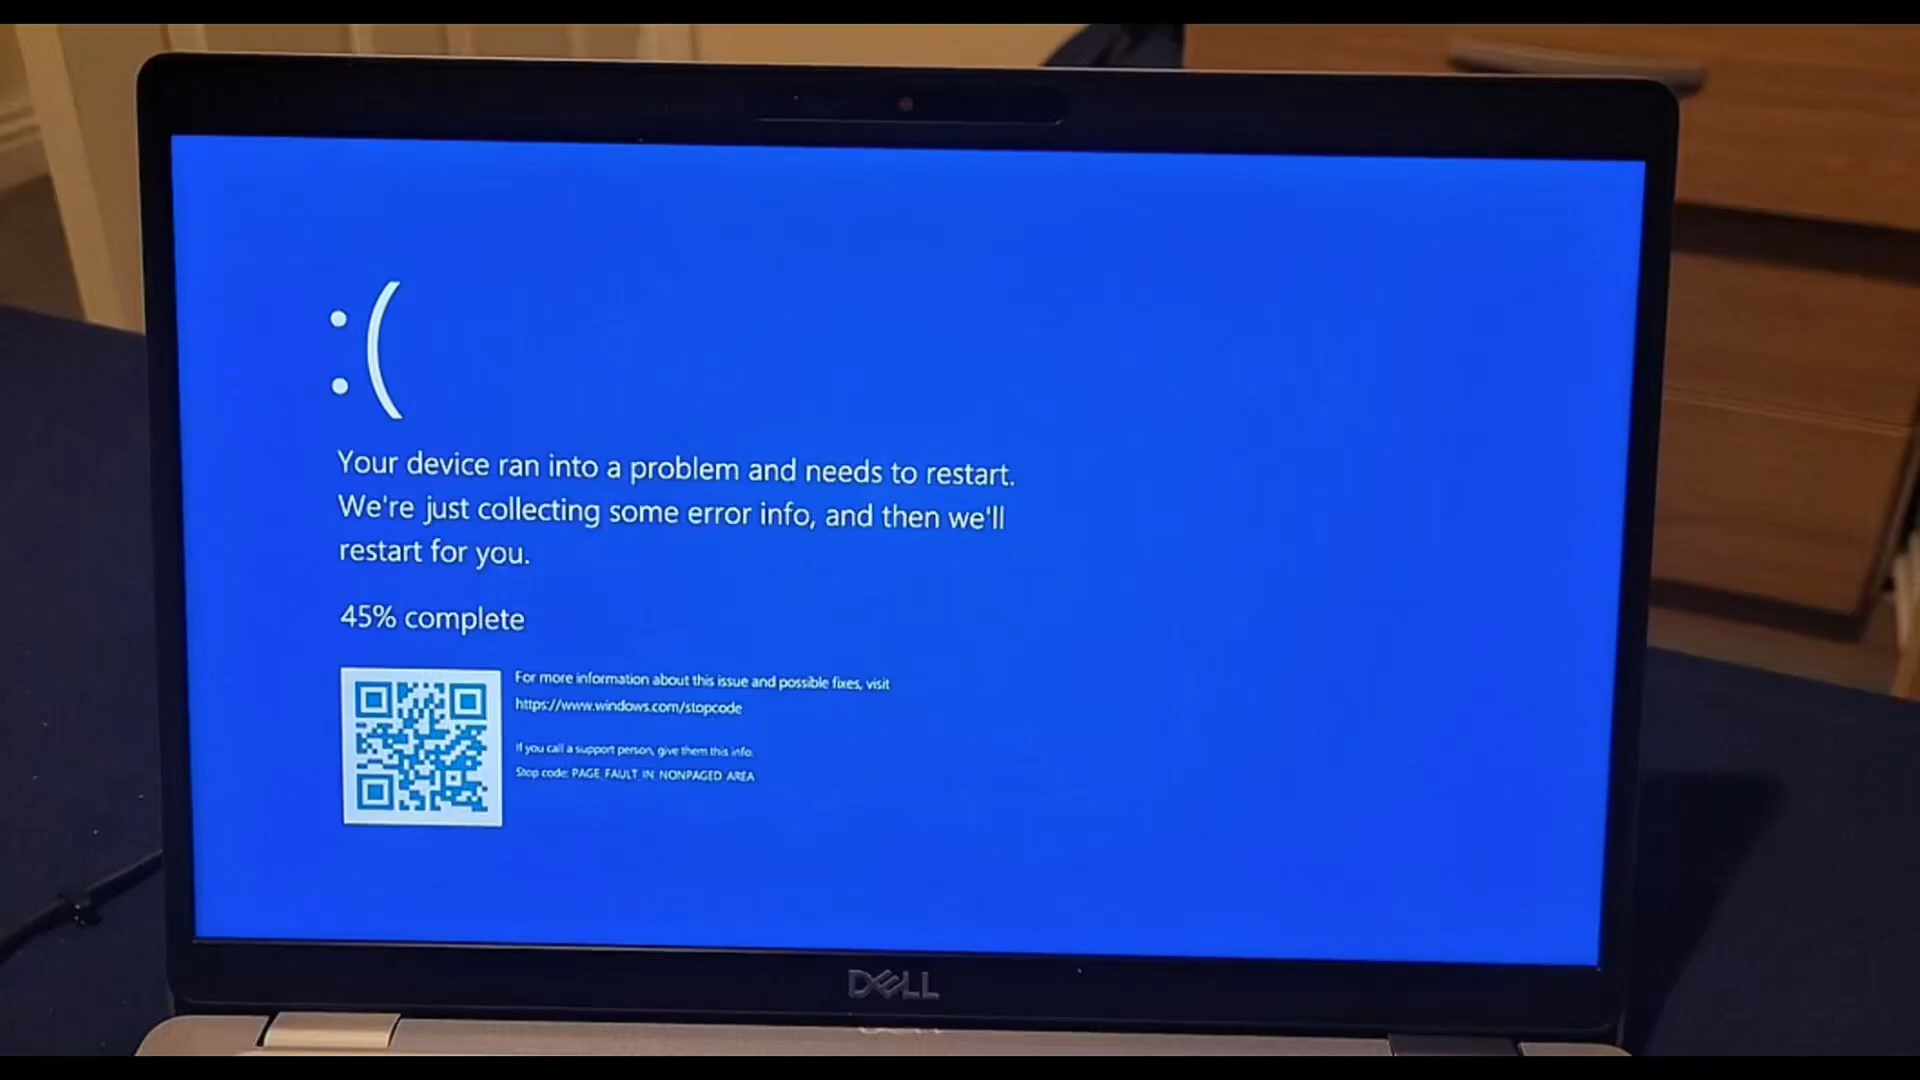 :(
Your device ran into a problem and needs to restart.
We're just collecting some error info, and then we'll
restart for you.
45% complete
For more information about this issue and possible fixes, visit
https://www.windows.com/stopcode
If you call a support person, give them this info:
Stop code: PAGE FAULT IN NONPAGED AREA
DELL